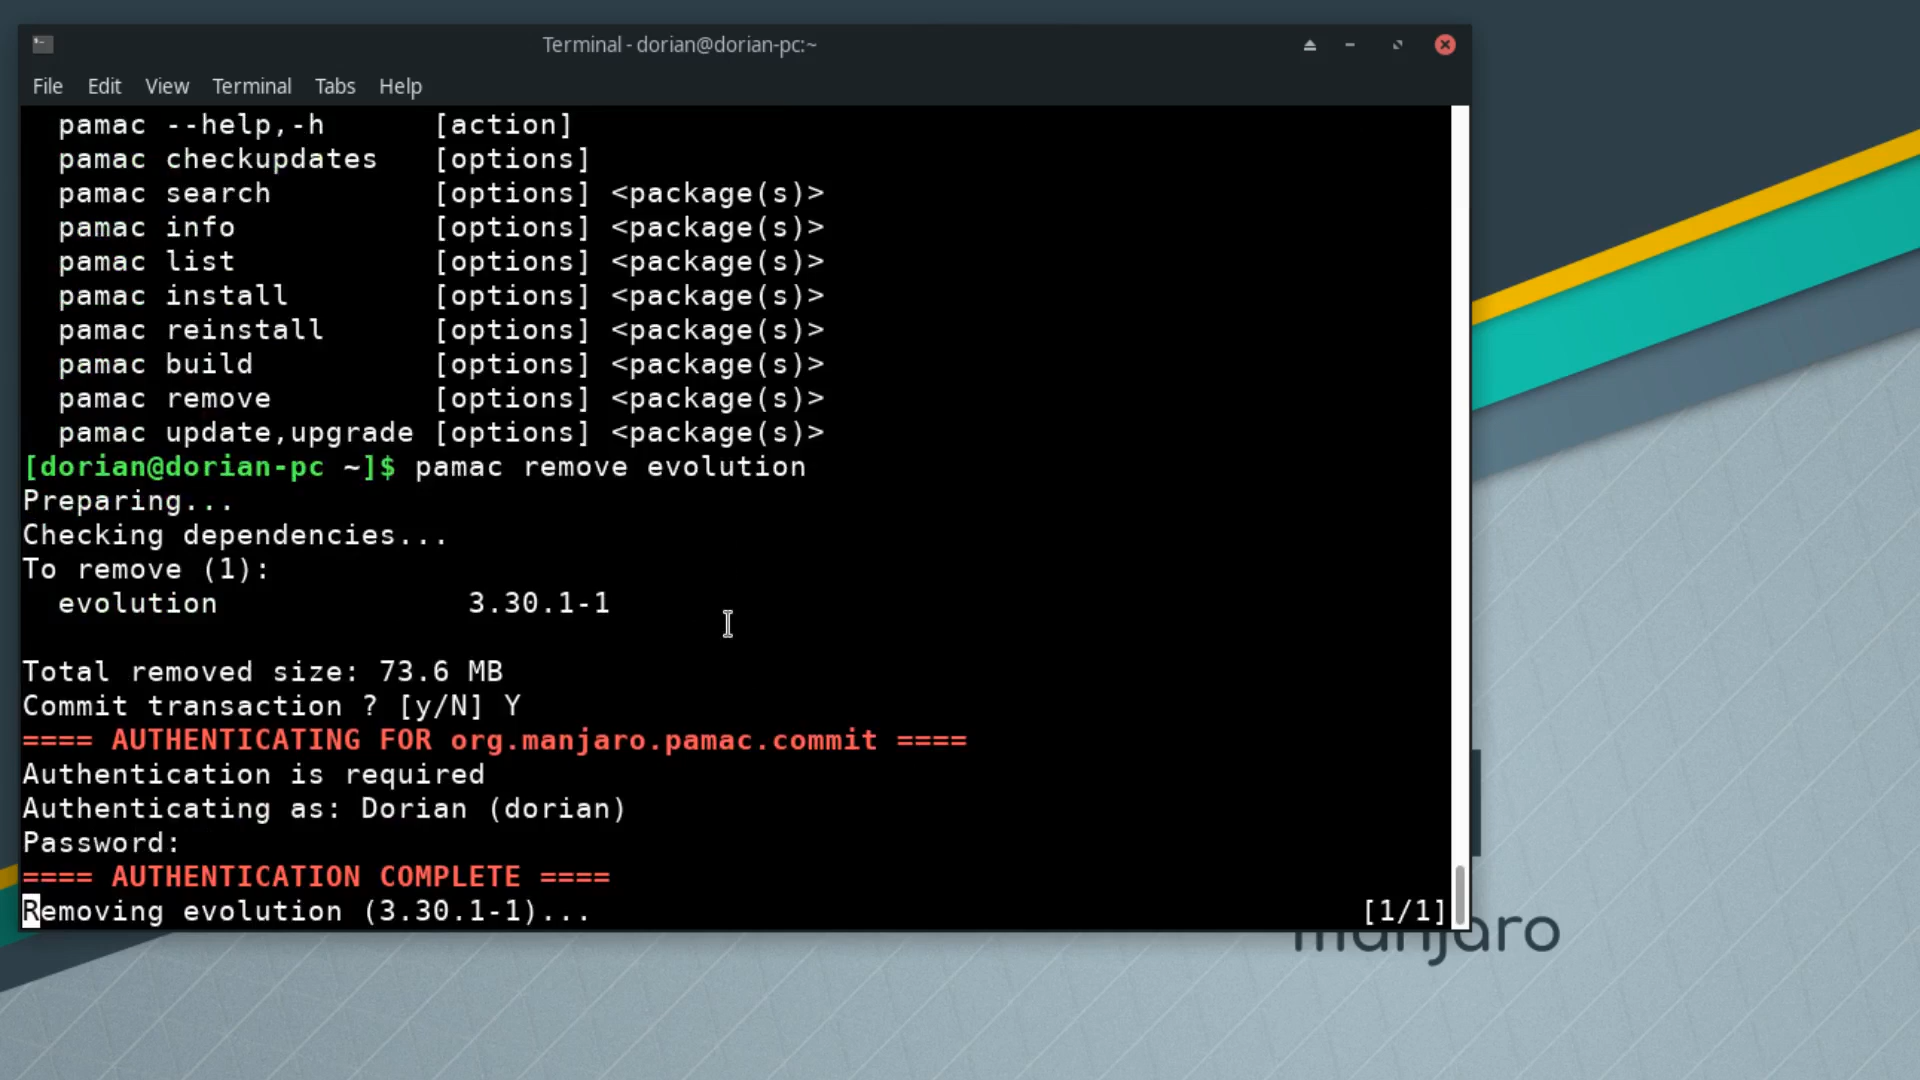 Terminal - dorian@dorian-pc:~
File Edit View Terminal Tabs Help
pamac --help,-h [action]
pamac checkupdates [options]
pamac search [options] <package(s)>
pamac info [options] <package(s)>
pamac list [options] <package(s)>
pamac install [options] <package(s)>
pamac reinstall [options] <package(s)>
pamac build [options] <package(s)>
pamac remove [options] <package(s)>
pamac update,upgrade [options] <package(s)>
[dorian@dorian-pc ~]$ pamac remove evolution
Preparing...
Checking dependencies...
To remove (1):
evolution 3.30.1-1
Total removed size: 73.6 MB
Commit transaction ? [y/N] Y
==== AUTHENTICATING FOR org.manjaro.pamac.commit ====
Authentication is required
Authenticating as: Dorian (dorian)
Password:
==== AUTHENTICATION COMPLETE ====
Removing evolution (3.30.1-1)... [1/1]
manjaro